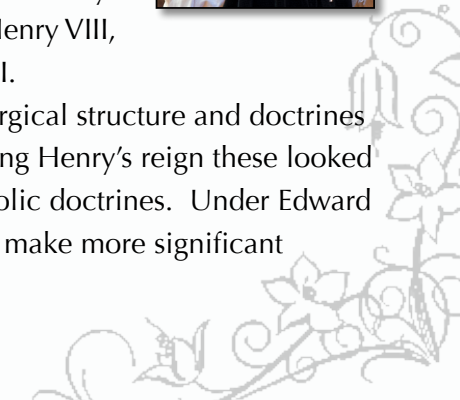 Henry VIII,
I.
rgical structure and doctrines
ng Henry’s reign these looked
olic doctrines.  Under Edward
make more significant